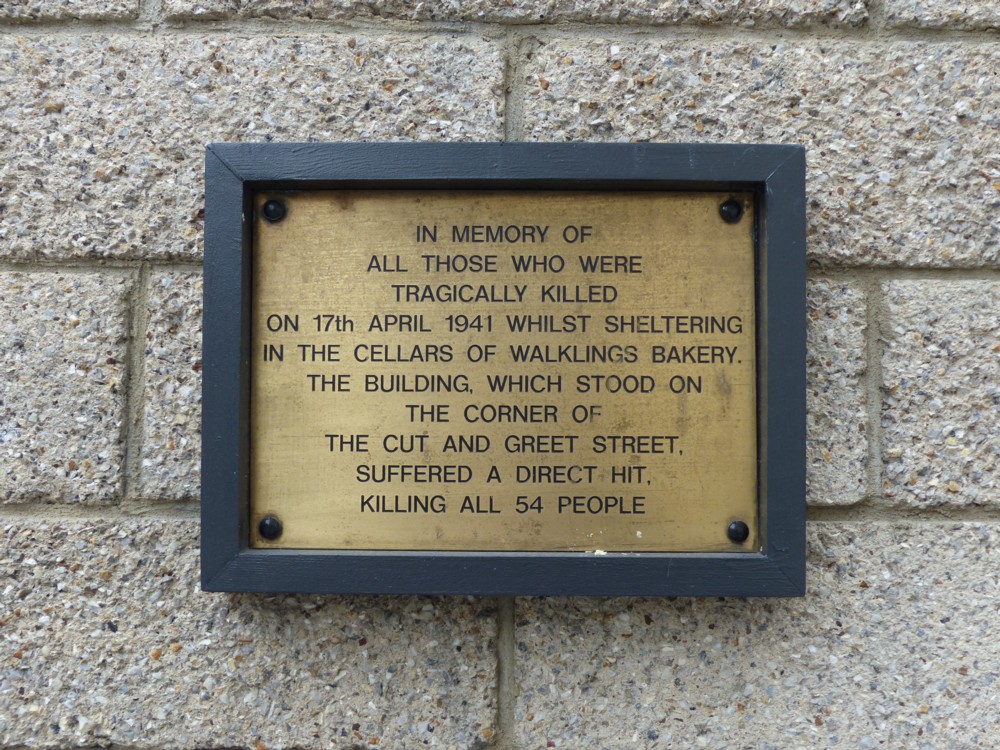 IN MEMORY OF
ALL THOSE WHO WERE
TRAGICALLY KILLED
ON 17th APRIL 1941 WHILST SHELTERING
IN THE CELLARS OF WALKLINGS BAKERY.
THE BUILDING, WHICH STOOD ON
THE CORNER OF
THE CUT AND GREET STREET,
SUFFERED A DIRECT HIT,
KILLING ALL 54 PEOPLE